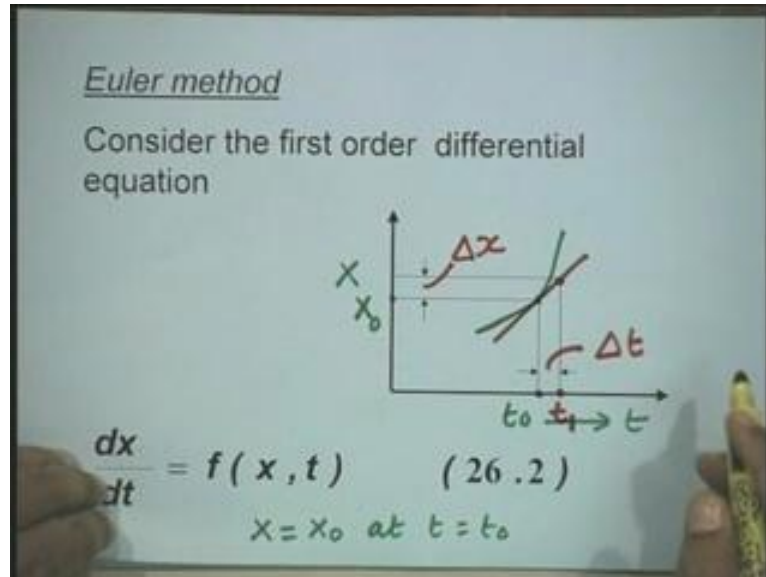 Euler method
Consider the first order differential
equation
Δx
x
x₀
Δt
t₀ t₁ → t
dx/dt = f ( x , t ) ( 26 . 2 )
x = x₀ at t = t₀